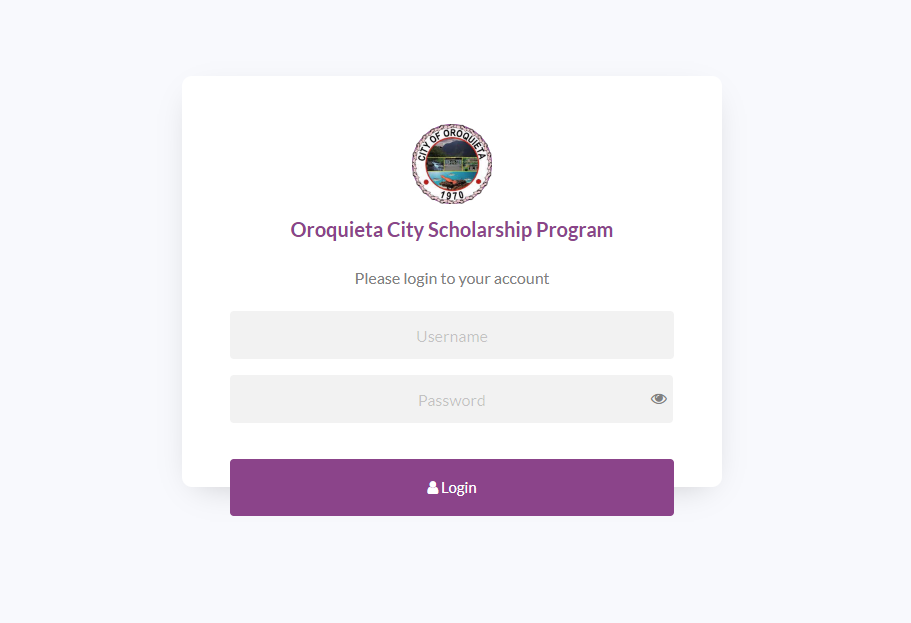 CITY OF OROQUIETA
1970
Oroquieta City Scholarship Program
Please login to your account
Username
Password
Login